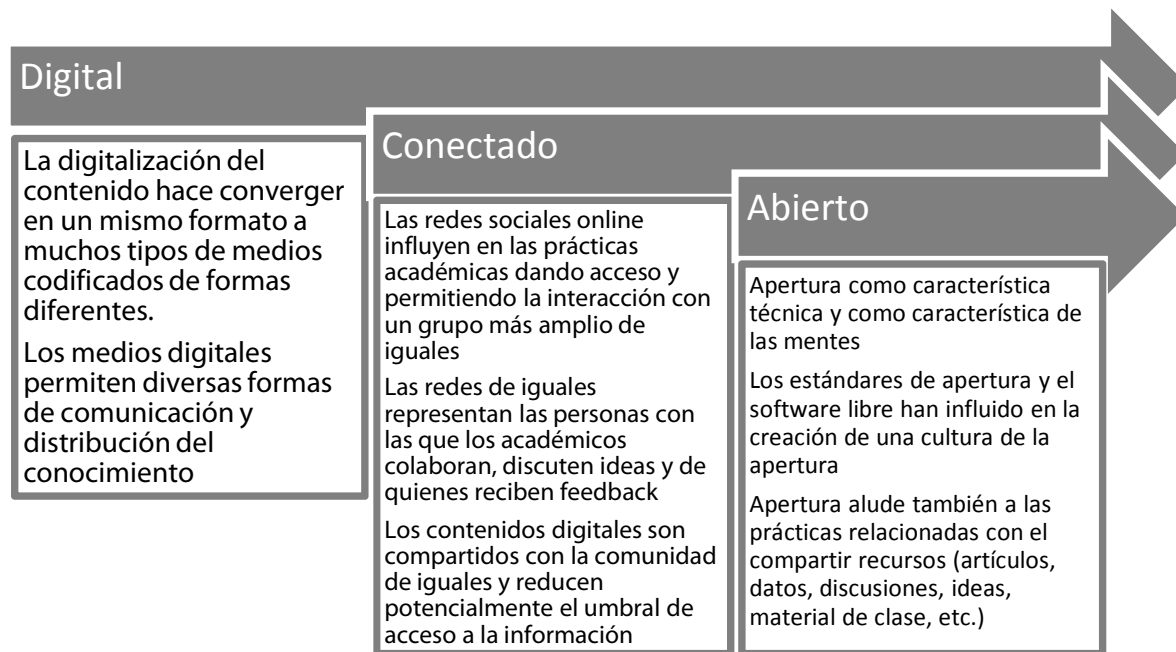 Digital
La digitalización del
contenido hace converger
en un mismo formato a
muchos tipos de medios
codificados de formas
diferentes.
Los medios digitales
permiten diversas formas
de comunicación y
distribución del
conocimiento
Conectado
Las redes sociales online
influyen en las prácticas
académicas dando acceso y
permitiendo la interacción con
un grupo más amplio de
iguales
Las redes de iguales
representan las personas con
las que los académicos
colaboran, discuten ideas y de
quienes reciben feedback
Los contenidos digitales son
compartidos con la comunidad
de iguales y reducen
potencialmente el umbral de
acceso a la información
Abierto
Apertura como característica
técnica y como característica de
las mentes
Los estándares de apertura y el
software libre han influido en la
creación de una cultura de la
apertura
Apertura alude también a las
prácticas relacionadas con el
compartir recursos (artículos,
datos, discusiones, ideas,
material de clase, etc.)